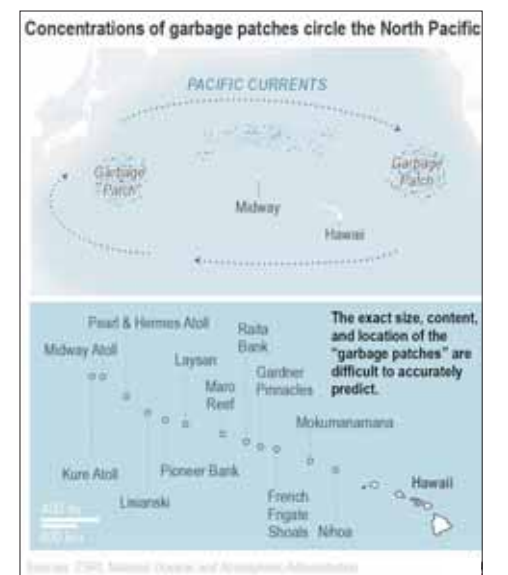 Concentrations of garbage patches circle the North Pacific
PACIFIC CURRENTS
Garbage
"Patch"
Garbage
"Patch"
Midway
Hawaii
The exact size, content,
and location of the
"garbage patches" are
difficult to accurately
predict.
Pearl & Hermes Atoll
Midway Atoll
Laysan
Raita
Bank
Maro
Reef
Gardner
Pinnacles
Mokumanamana
Kure Atoll
Lisianski
Pioneer Bank
French
Frigate
Shoals
Nihoa
Hawaii